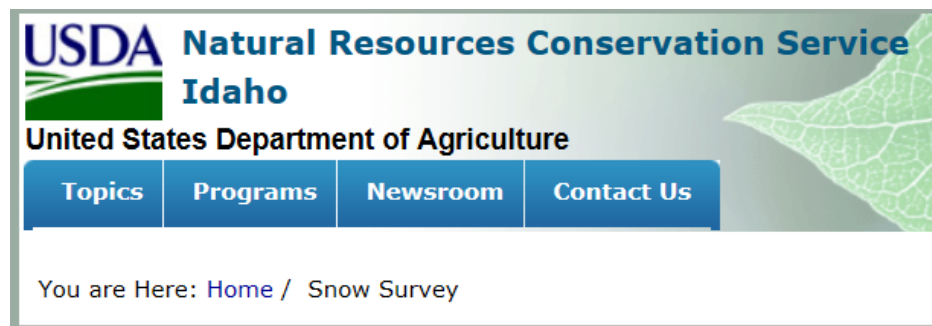 USDA Natural Resources Conservation Service
Idaho
United States Department of Agriculture
Topics Programs Newsroom Contact Us
You are Here: Home / Snow Survey